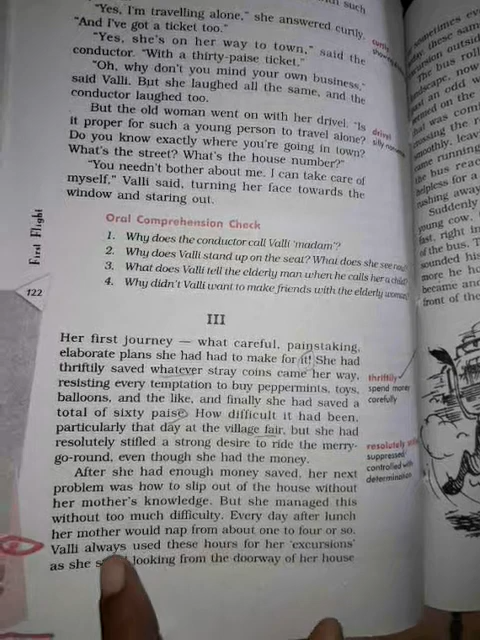 such
"Yes, I'm travelling alone," she answered curtly.
"And I've got a ticket too."
"Yes, she's on her way to town," said the
conductor. "With a thirty-paise ticket."
"Oh, why don't you mind your own business,"
said Valli. But she laughed all the same, and the
conductor laughed too.
But the old woman went on with her drivel. "Is
it proper for such a young person to travel alone?
Do you know exactly where you're going in town?
What's the street? What's the house number?"
"You needn't bother about me. I can take care of
myself," Valli said, turning her face towards the
window and staring out.
curtly
drivel
silly
Oral Comprehension Check
1. Why does the conductor call Valli 'madam'?
2. Why does Valli stand up on the seat? What does she see now?
3. What does Valli tell the elderly man when he calls her a child?
4. Why didn't Valli want to make friends with the elderly woman?
First Flight
122
III
Her first journey — what careful, painstaking,
elaborate plans she had had to make for it! She had
thriftily saved whatever stray coins came her way,
resisting every temptation to buy peppermints, toys,
balloons, and the like, and finally she had saved a
total of sixty paise. How difficult it had been,
particularly that day at the village fair, but she had
resolutely stifled a strong desire to ride the merry-
go-round, even though she had the money.
After she had enough money saved, her next
problem was how to slip out of the house without
her mother's knowledge. But she managed this
without too much difficulty. Every day after lunch
her mother would nap from about one to four or so.
Valli always used these hours for her 'excursions'
as she looking from the doorway of her house
thriftily
spend money
carefully
resolutely
suppressed
controlled with
determination
sometimes
these
outside
The bus
landscape, now
an odd
on the
was
the
smoothly,
came running
the bus
helpless for a
rushing away
Suddenly
young cow,
fast, right in
of the bus. T
sounded his
more he
became
front of the